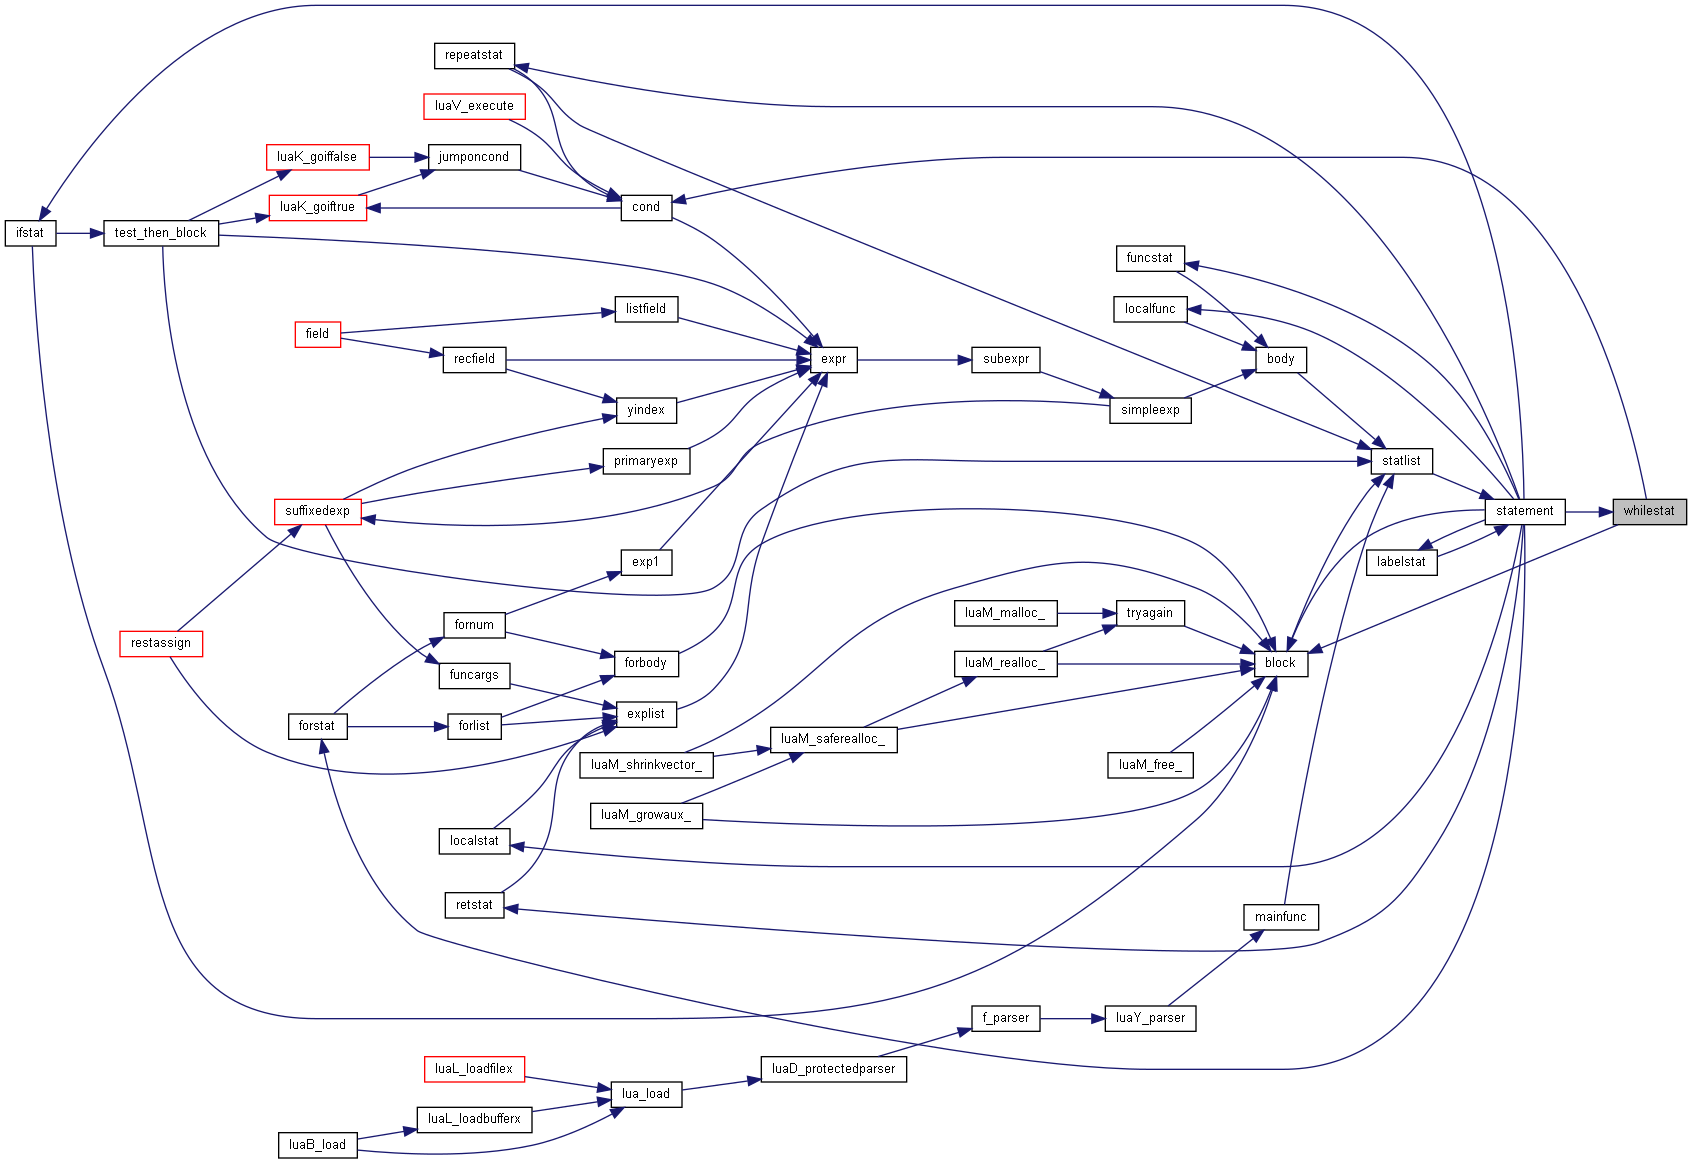 repeatstat
luaV_execute
luaK_goiffalse
jumponcond
luaK_goiftrue
cond
ifstat
test_then_block
funcstat
listfield
localfunc
field
recfield
expr
subexpr
body
yindex
simpleexp
primaryexp
statlist
suffixedexp
statement
whilestat
exp1
labelstat
luaM_malloc_
tryagain
fornum
restassign
forbody
luaM_realloc_
block
funcargs
explist
forstat
forlist
luaM_saferealloc_
luaM_shrinkvector_
luaM_free_
luaM_growaux_
localstat
retstat
mainfunc
f_parser
luaY_parser
luaL_loadfilex
luaD_protectedparser
lua_load
luaL_loadbufferx
luaB_load